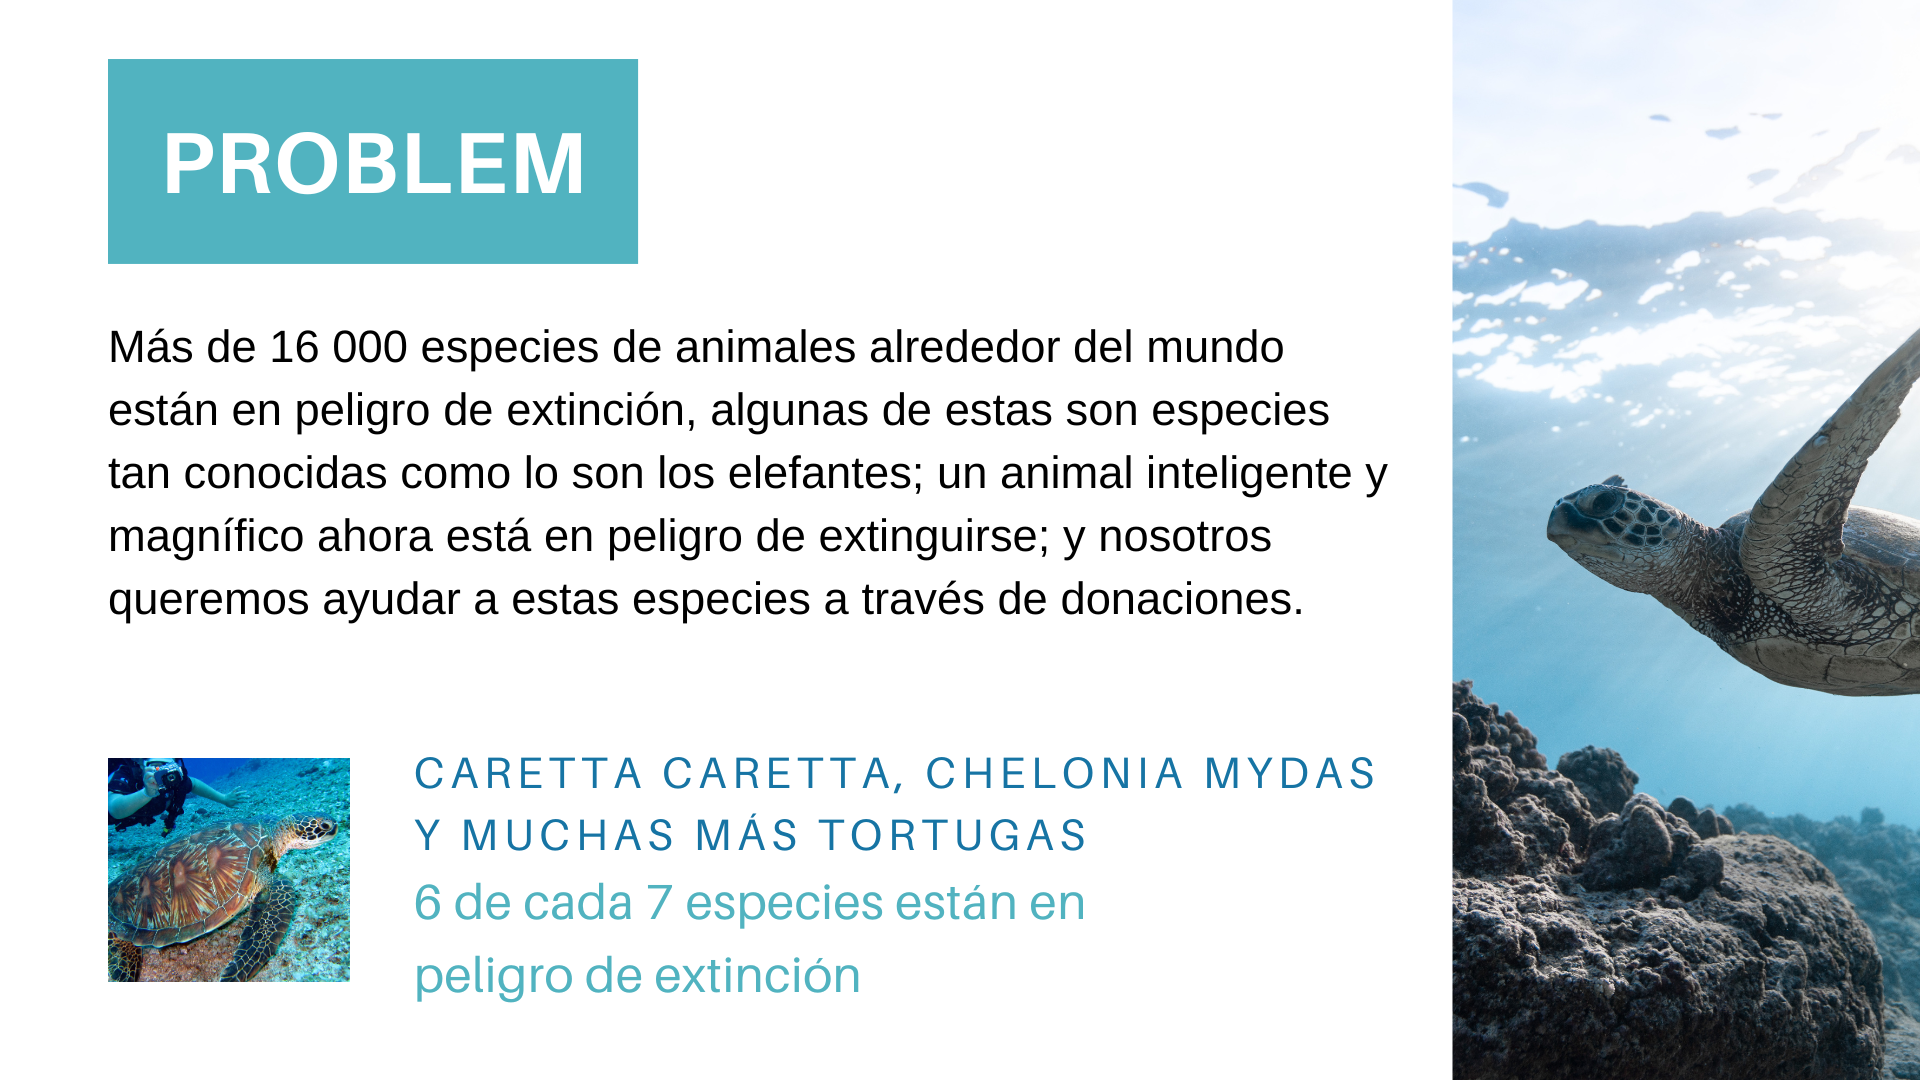 PROBLEM
Más de 16 000 especies de animales alrededor del mundo
están en peligro de extinción, algunas de estas son especies
tan conocidas como lo son los elefantes; un animal inteligente y
magnífico ahora está en peligro de extinguirse; y nosotros
queremos ayudar a estas especies a través de donaciones.
CARETTA CARETTA, CHELONIA MYDAS
Y MUCHAS MÁS TORTUGAS
6 de cada 7 especies están en
peligro de extinción